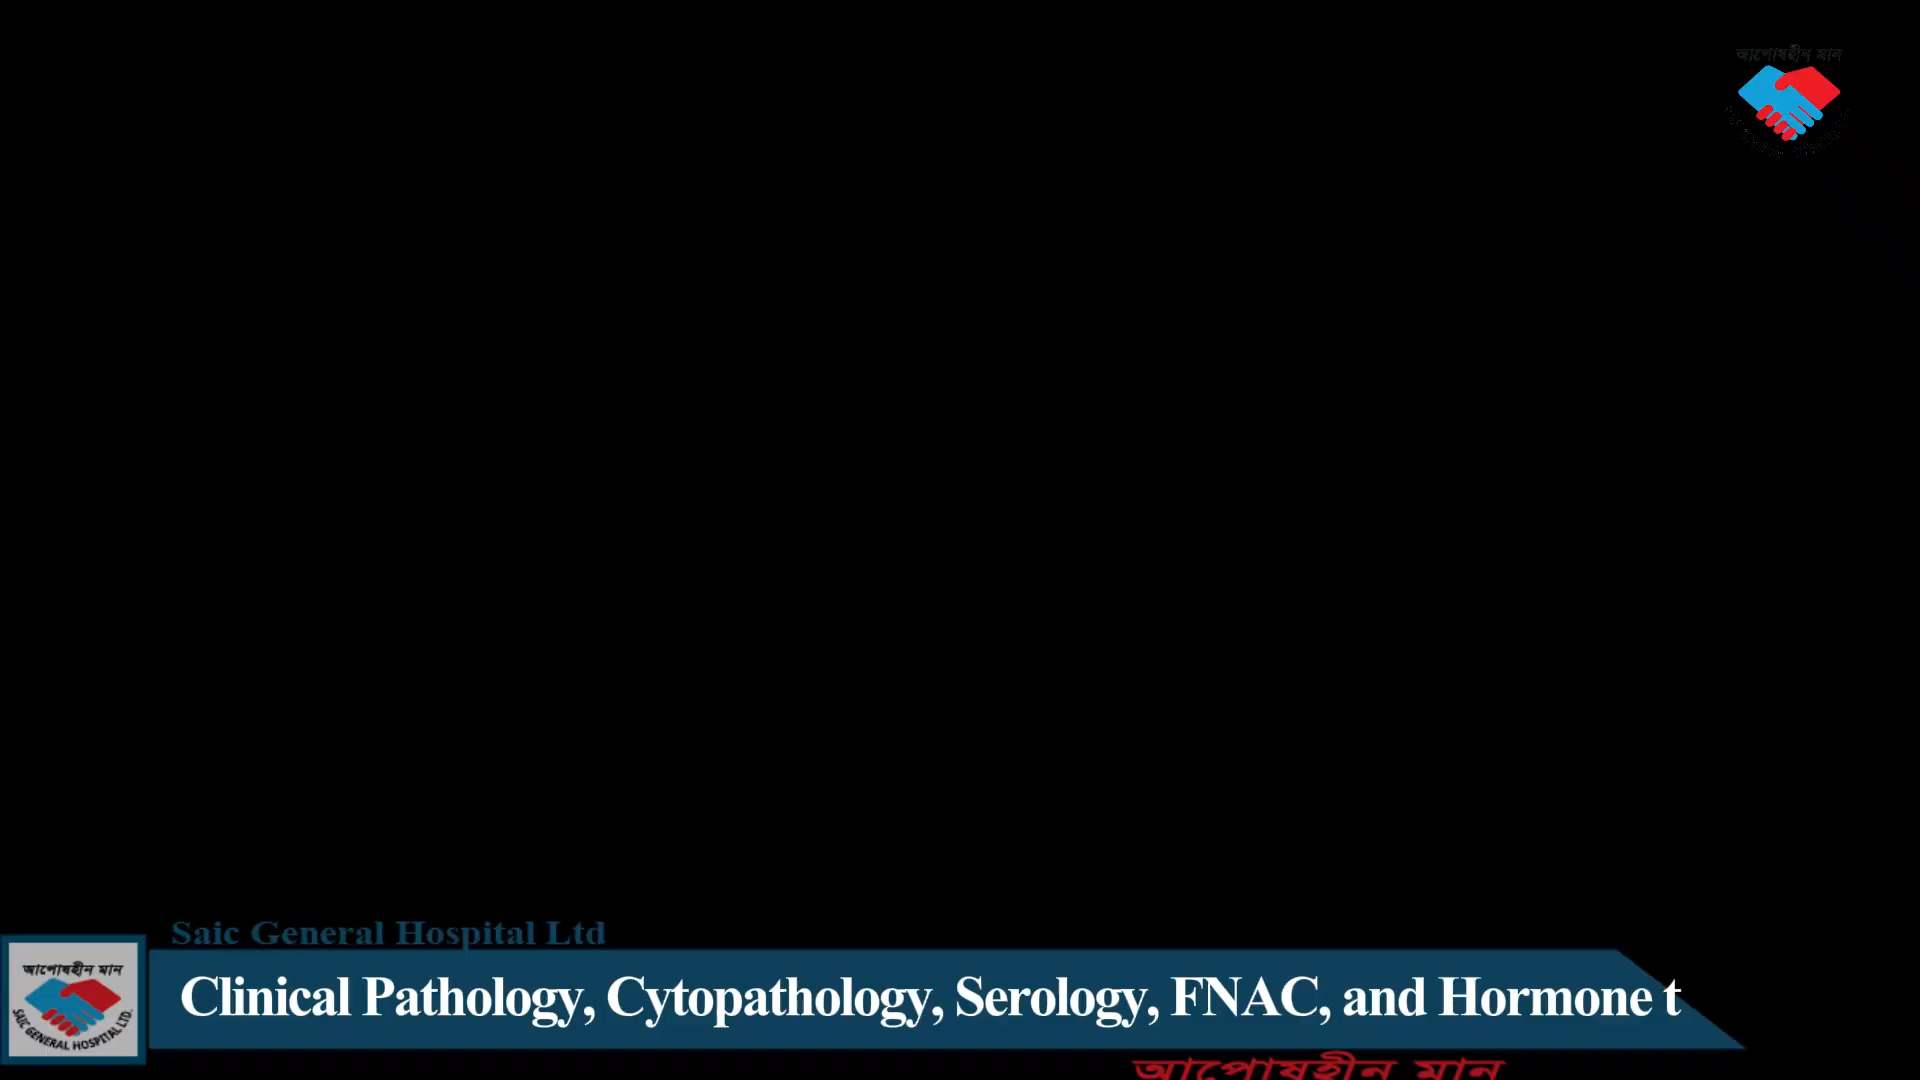 আপোষহীন মান
Saic General Hospital Ltd
আপোষহীন মান
SAIC GENERAL HOSPITAL LTD.
Clinical Pathology, Cytopathology, Serology, FNAC, and Hormone t
আপোষহীন মান